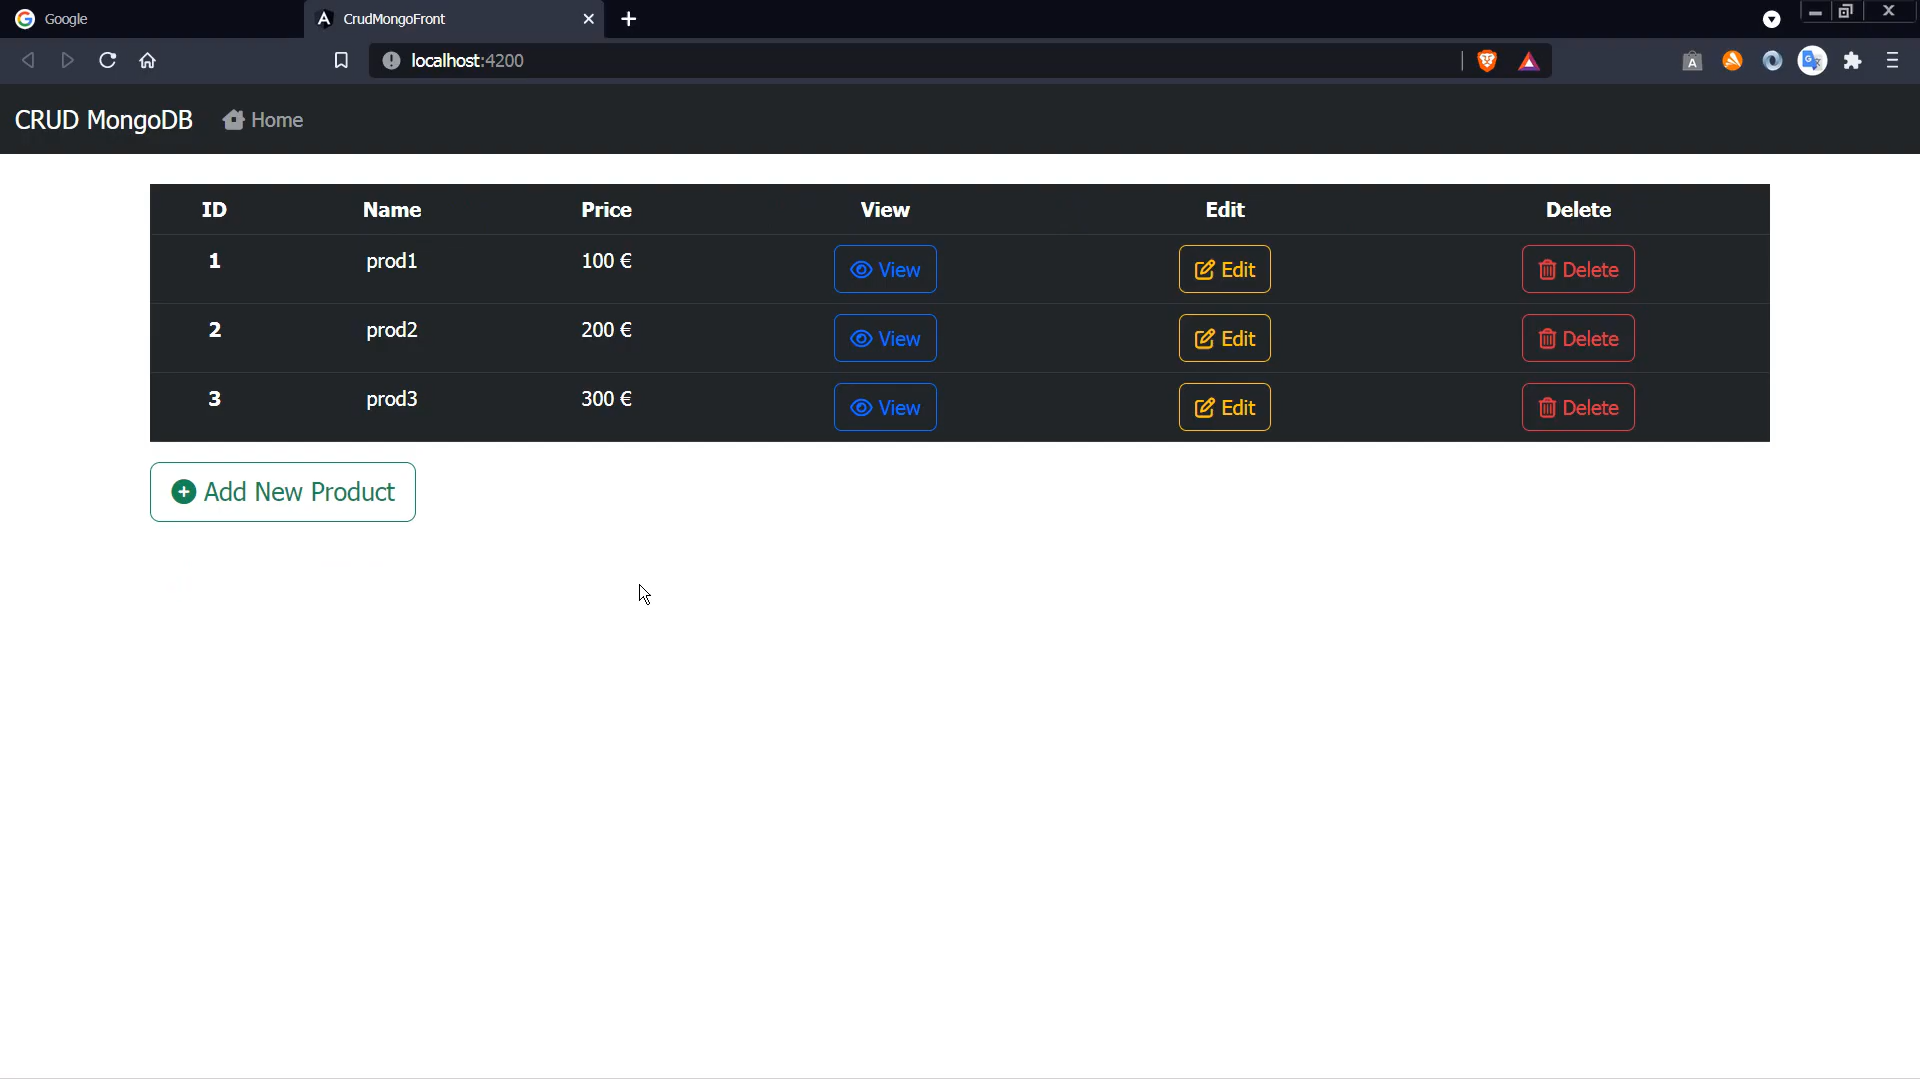 Google
CrudMongoFront
localhost:4200
CRUD MongoDB Home
ID Name Price View Edit Delete
1 prod1 100 € View Edit Delete
2 prod2 200 € View Edit Delete
3 prod3 300 € View Edit Delete
Add New Product